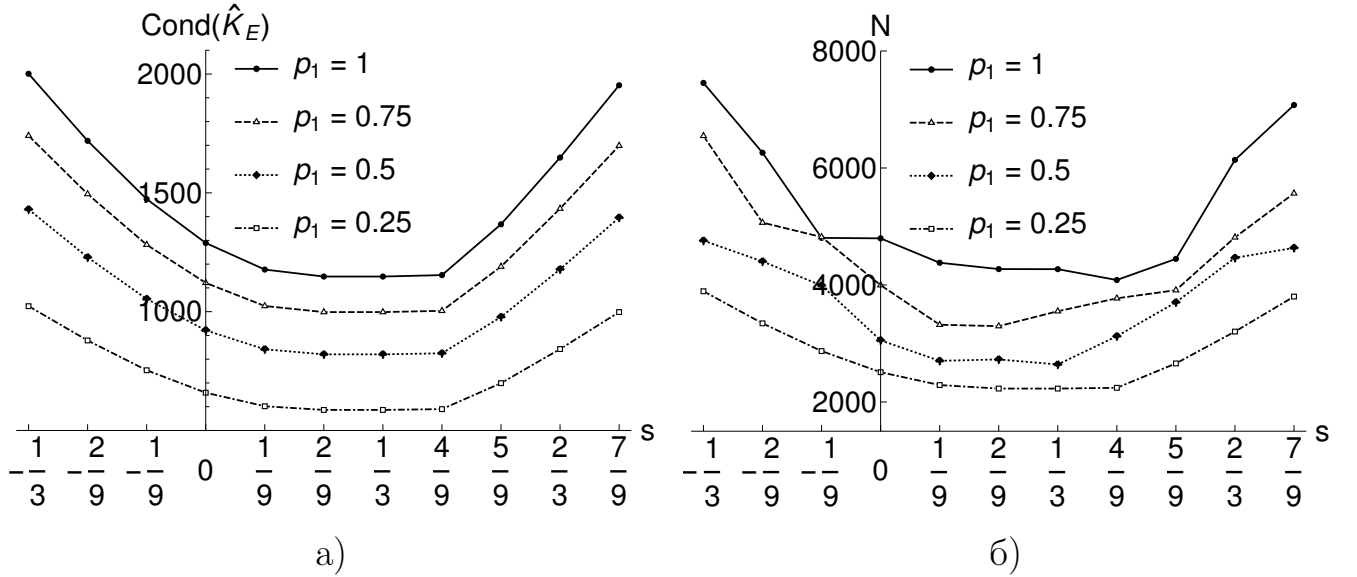 Cond(K̂_E)
2000
1500
1000
p₁ = 1
p₁ = 0.75
p₁ = 0.5
p₁ = 0.25
s
−1/3 −2/9 −1/9 0 1/9 2/9 1/3 4/9 5/9 2/3 7/9
а)
N
8000
6000
4000
2000
p₁ = 1
p₁ = 0.75
p₁ = 0.5
p₁ = 0.25
s
−1/3 −2/9 −1/9 0 1/9 2/9 1/3 4/9 5/9 2/3 7/9
б)